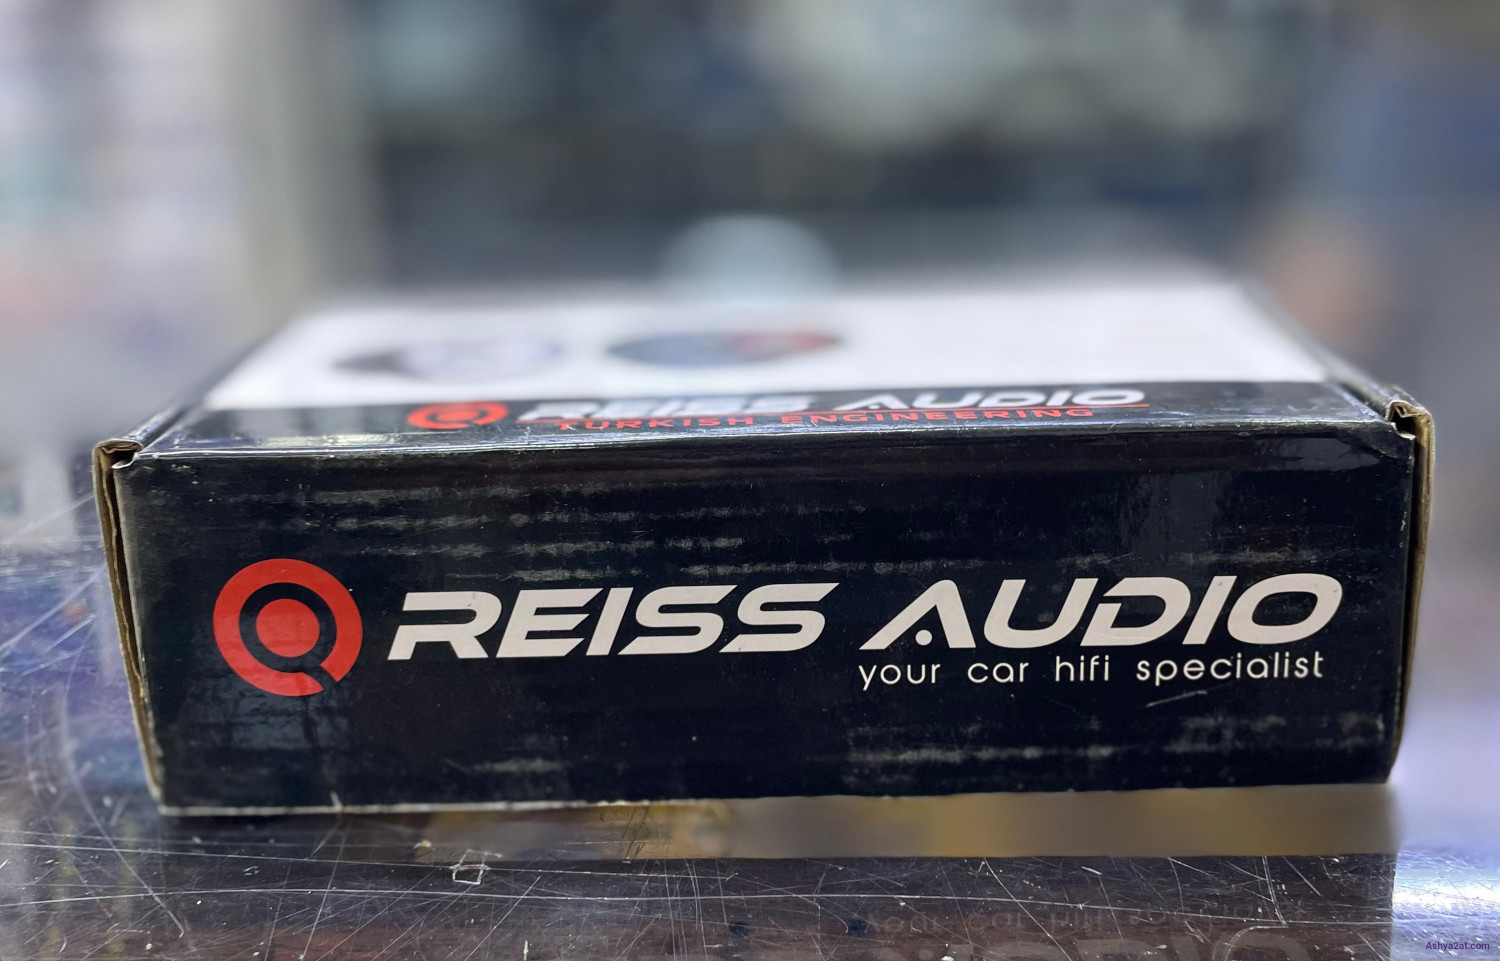 REISS AUDIO
TURKISH ENGINEERING
REISS AUDIO
your car hifi specialist
Ashya2at.com